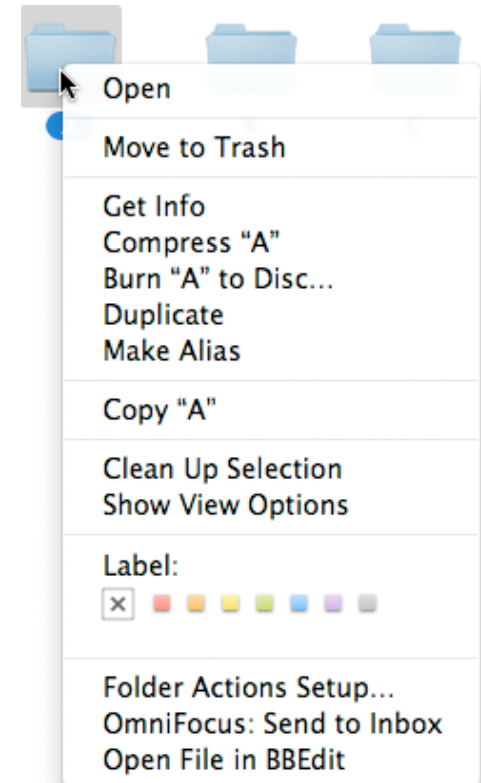 Open
Move to Trash
Get Info
Compress “A”
Burn “A” to Disc...
Duplicate
Make Alias
Copy “A”
Clean Up Selection
Show View Options
Label:
Folder Actions Setup...
OmniFocus: Send to Inbox
Open File in BBEdit